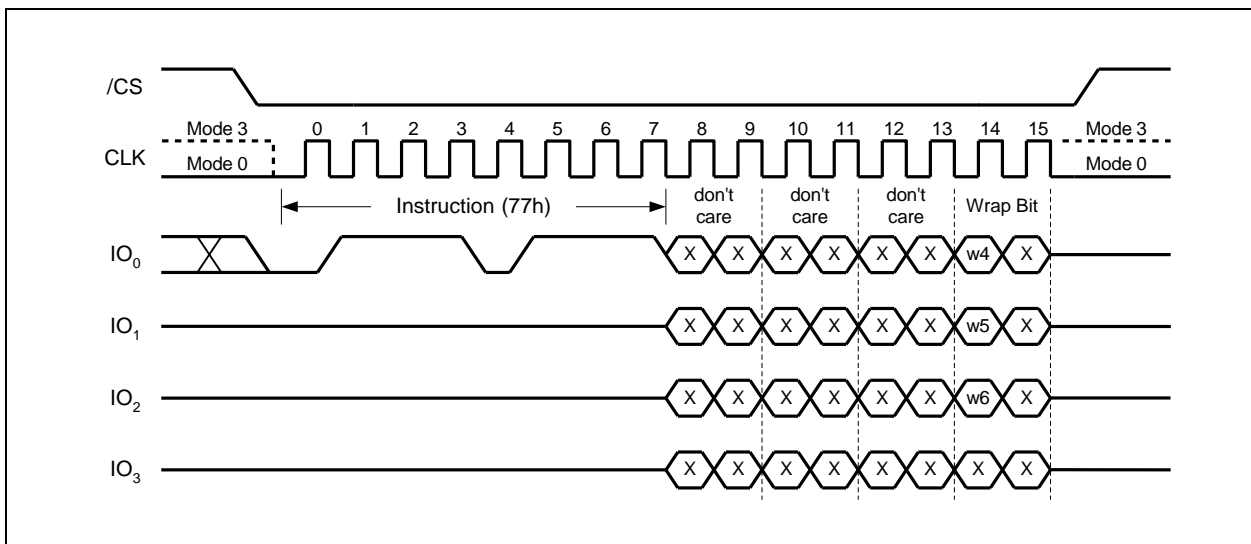 /CS
Mode 3 0 1 2 3 4 5 6 7 8 9 10 11 12 13 14 15 Mode 3
CLK
Mode 0 Mode 0
Instruction (77h) don't care don't care don't care Wrap Bit
IO0 X X X X X X w4 X
IO1 X X X X X X w5 X
IO2 X X X X X X w6 X
IO3 X X X X X X X X